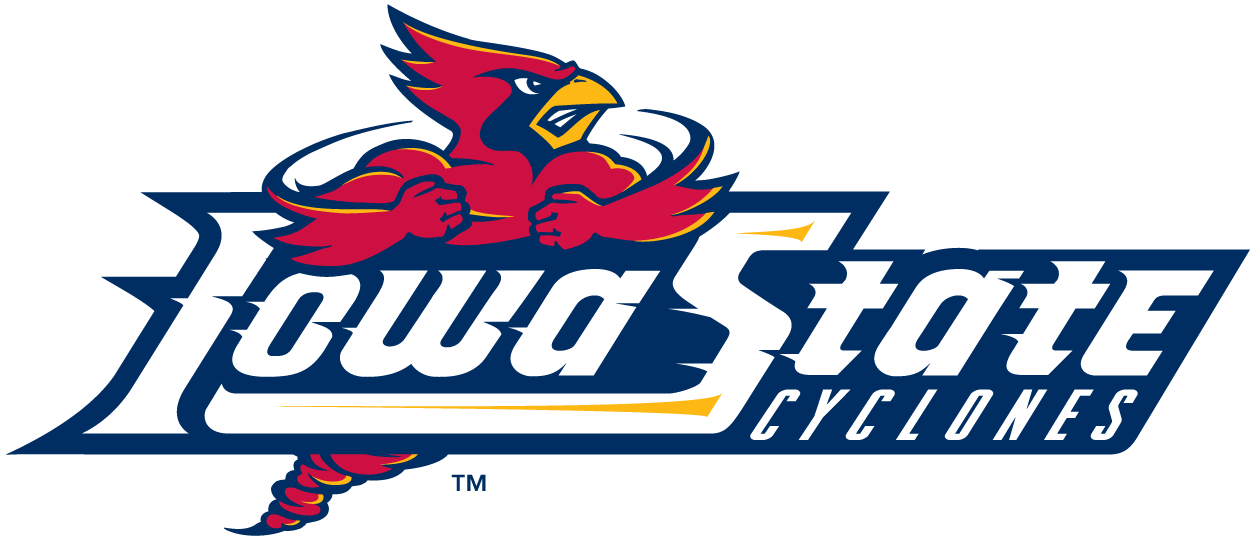 Iowa State
CYCLONES
TM